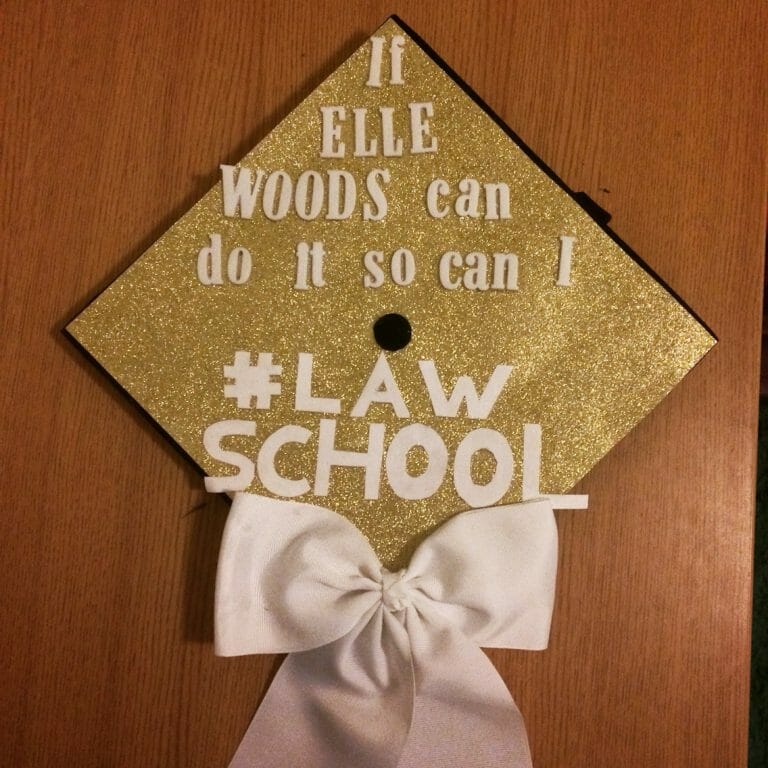 If
ELLE
WOODS can
do it so can I
#LAW
SCHOOL